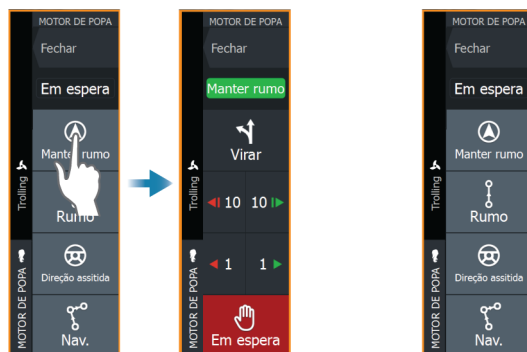 MOTOR DE POPA
Fechar
Em espera
Manter rumo
Rumo
Direção assitida
Nav.
Trolling
MOTOR DE POPA
MOTOR DE POPA
Fechar
Manter rumo
Virar
10 10
1 1
Em espera
Trolling
MOTOR DE POPA
MOTOR DE POPA
Fechar
Em espera
Manter rumo
Rumo
Direção assitida
Nav.
Trolling
MOTOR DE POPA